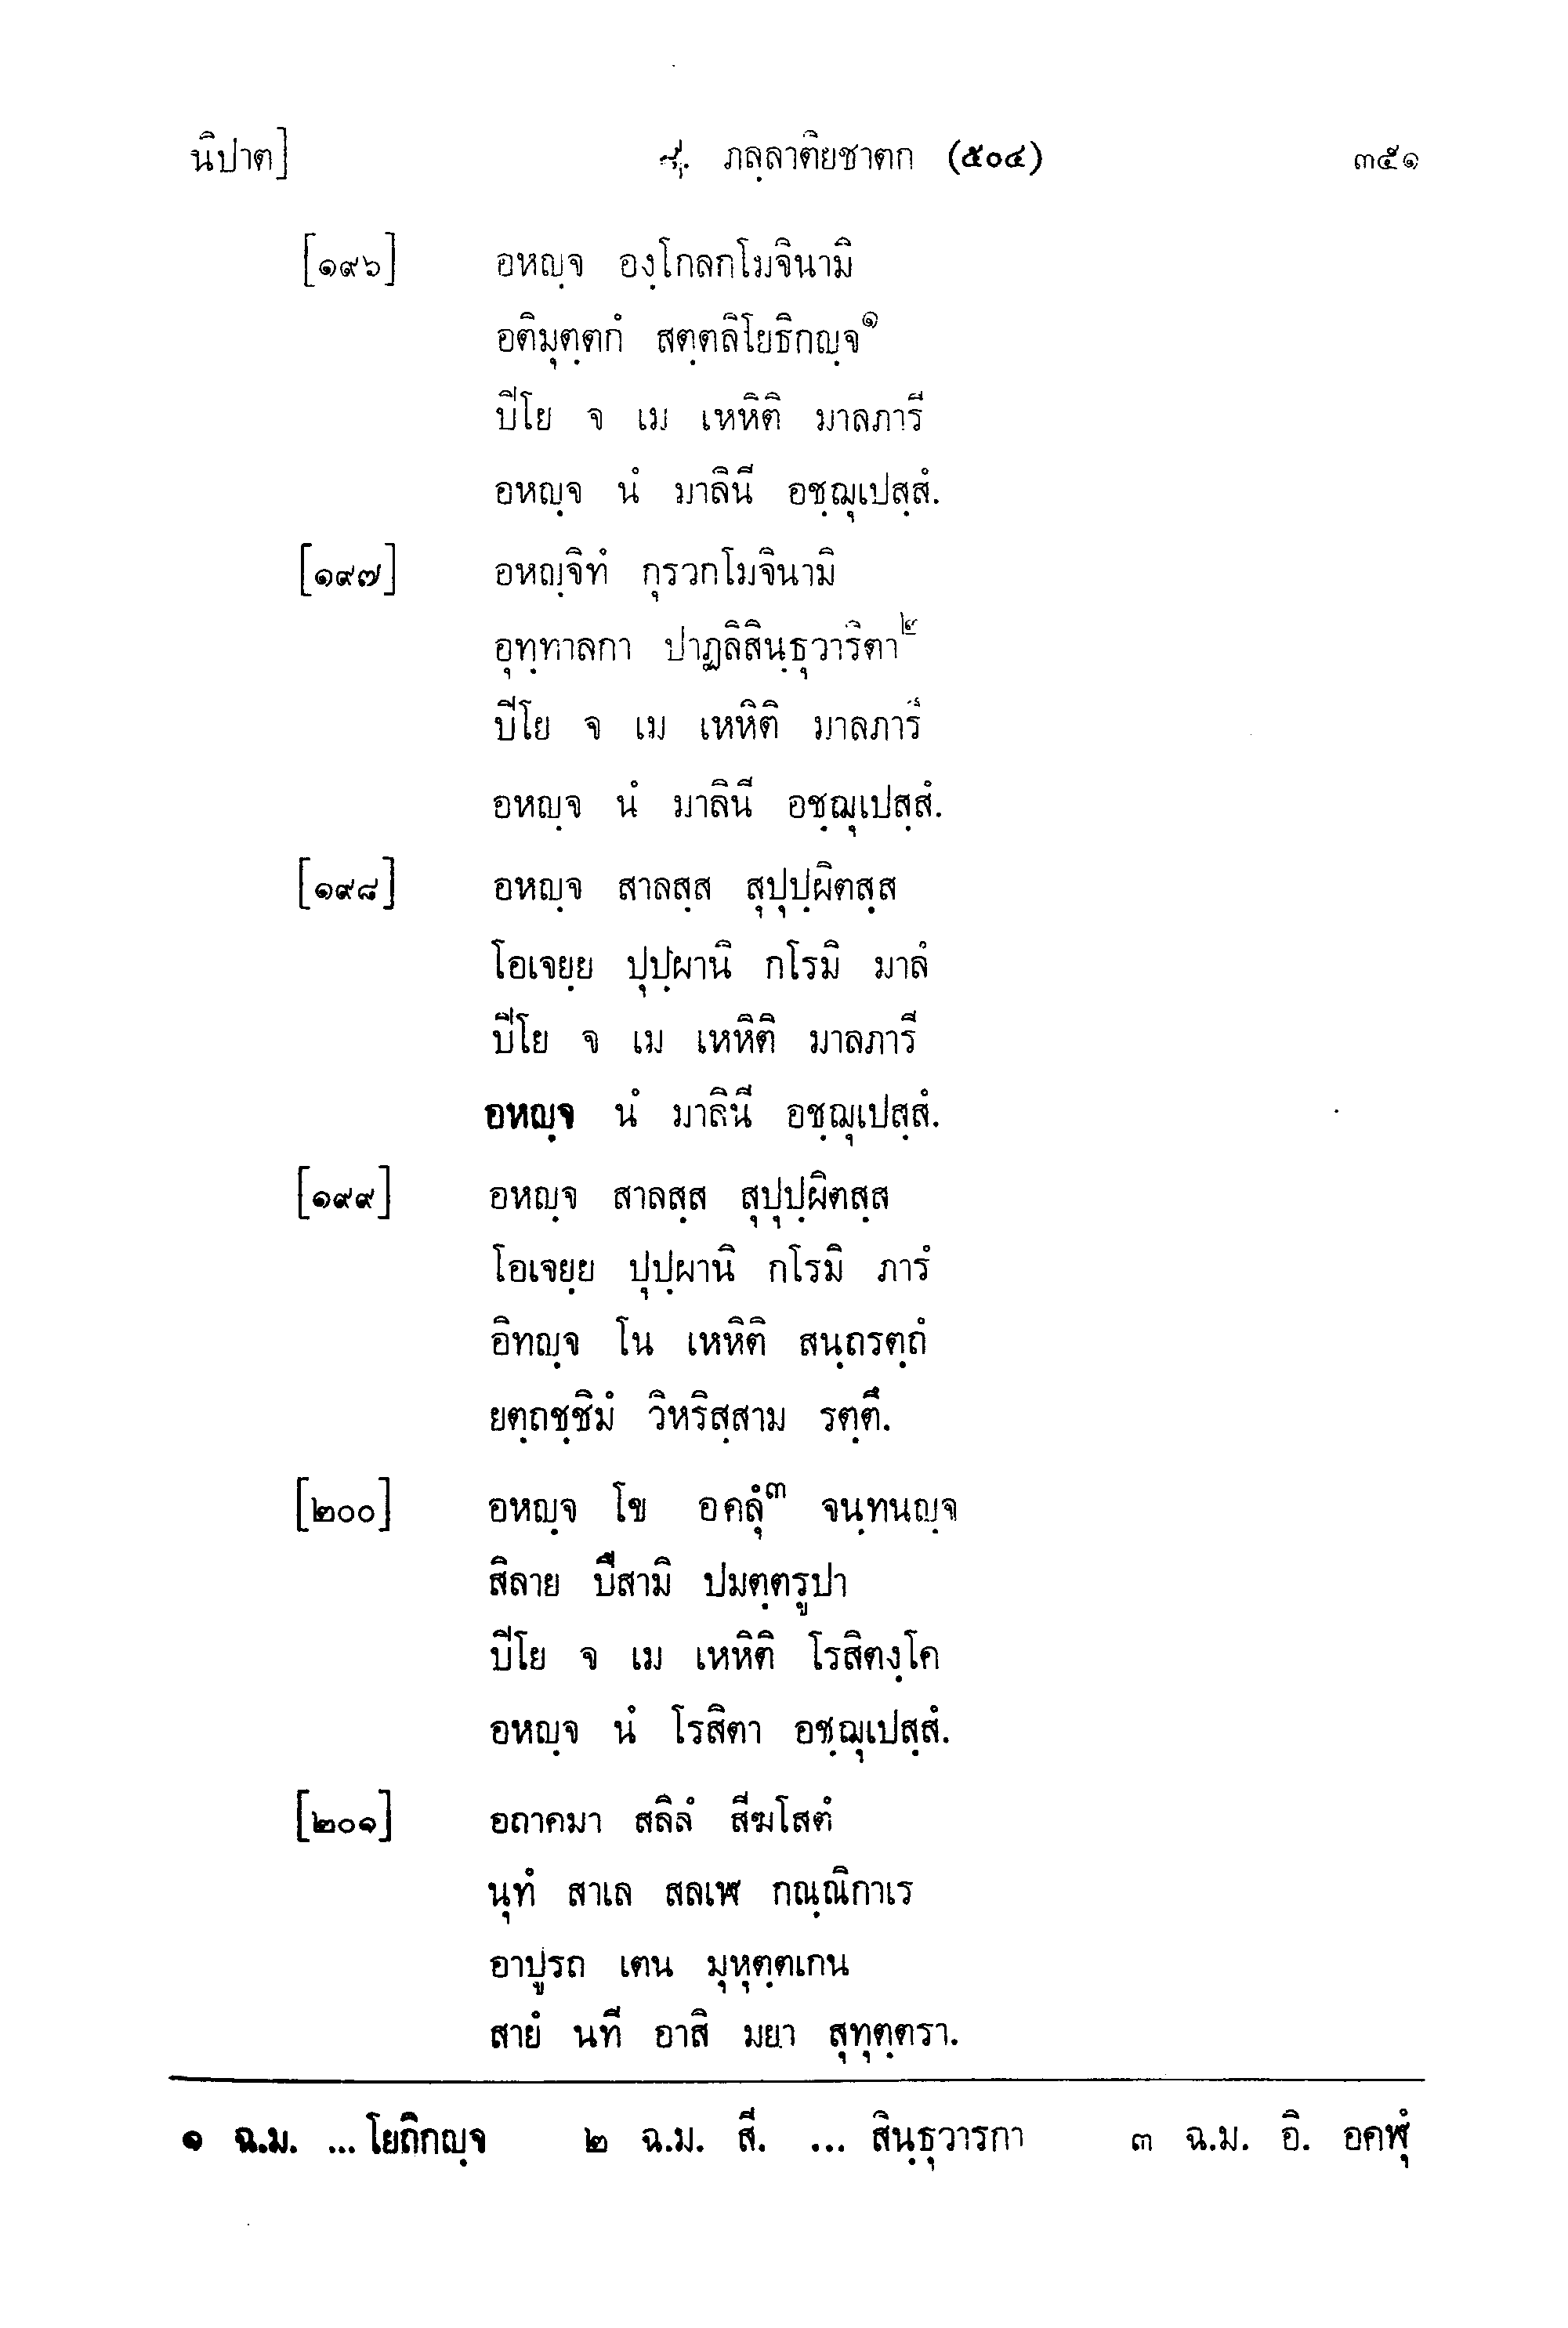 นิปาต] ๘. ภลฺลาติยชาตก (๕๐๔) ๓๕๑
[๑๙๖] อหญฺจ องฺโกลกโมจินามิ
อติมุตฺตกํ สตฺตลิโยธิกญฺจ๑
ปิโย จ เม เหหิติ มาลภารี
อหญฺจ นํ มาลินี อชฺฌุเปสฺสํ.
[๑๙๗] อหญฺจิทํ กุรวกโมจินามิ
อุทฺทาลกา ปาฏลิสินฺธุวาริตา๒
ปิโย จ เม เหหิติ มาลภารี
อหญฺจ นํ มาลินี อชฺฌุเปสฺสํ.
[๑๙๘] อหญฺจ สาลสฺส สุปุปฺผิตสฺส
โอเจยฺย ปุปฺผานิ กโรมิ มาลํ
ปิโย จ เม เหหิติ มาลภารี
อหญฺจ นํ มาลินี อชฺฌุเปสฺสํ.
[๑๙๙] อหญฺจ สาลสฺส สุปุปฺผิตสฺส
โอเจยฺย ปุปฺผานิ กโรมิ ภารํ
อิทญฺจ โน เหหิติ สนฺถรตฺถํ
ยตฺถชฺชิมํ วิหริสฺสาม รตฺตึ.
[๒๐๐] อหญฺจ โข อคลุํ๓ จนฺทนญฺจ
สิลาย ปีสามิ ปมตฺตรูปา
ปิโย จ เม เหหิติ โรสิตงฺโค
อหญฺจ นํ โรสิตา อชฺฌุเปสฺสํ.
[๒๐๑] อถาคมา สลิลํ สีฆโสตํ
นุทํ สาเล สลเฬ กณฺณิกาเร
อาปูรถ เตน มุหุตฺตเกน
สายํ นที อาสิ มยา สุทุตฺตรา.
๑ ฉ.ม. ... โยถิกญฺจ ๒ ฉ.ม. สี. ... สินฺธุวารกา ๓ ฉ.ม. อิ. อคฬุํ